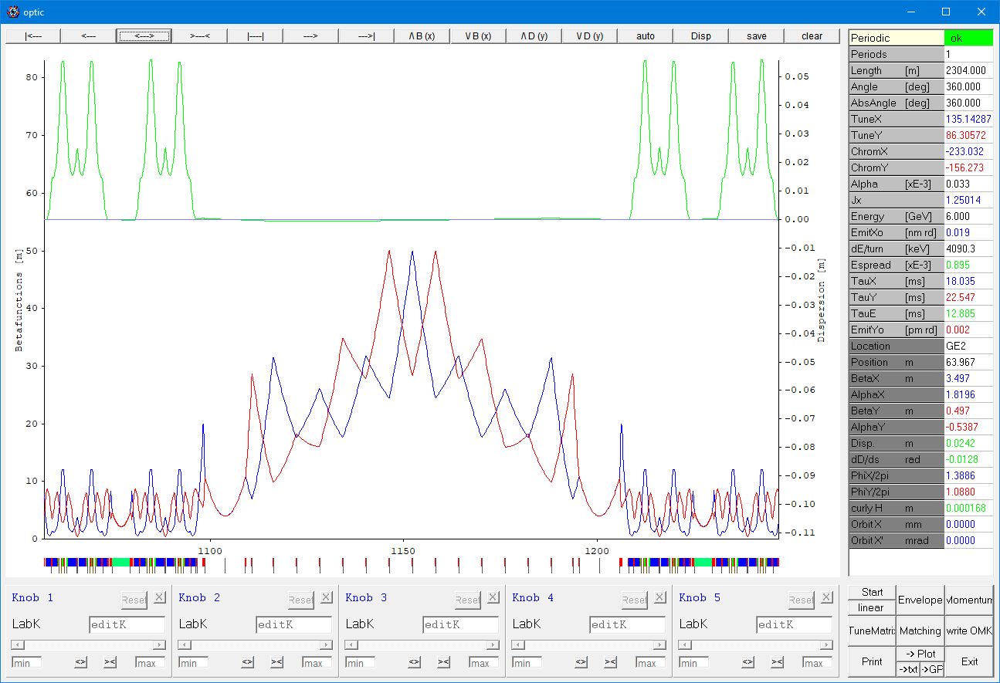 optic
|<--- <--- <---> >---< |----| ---> --->| /\ B (x) \/ B (x) /\ D (y) \/ D (y) auto Disp save clear
80
70
60
50
40
30
20
10
0
Betafunctions [m]
0.05
0.04
0.03
0.02
0.01
0.00
-0.01
-0.02
-0.03
-0.04
-0.05
-0.06
-0.07
-0.08
-0.09
-0.10
-0.11
Dispersion [m]
1100 1150 1200
Periodic ok
Periods 1
Length [m] 2304.000
Angle [deg] 360.000
AbsAngle [deg] 360.000
TuneX 135.14287
TuneY 86.30572
ChromX -233.032
ChromY -156.273
Alpha [xE-3] 0.033
Jx 1.25014
Energy [GeV] 6.000
EmitXo [nm rd] 0.019
dE/turn [keV] 4090.3
Espread [xE-3] 0.895
TauX [ms] 18.035
TauY [ms] 22.547
TauE [ms] 12.885
EmitYo [pm rd] 0.002
Location GE2
Position m 63.967
BetaX m 3.497
AlphaX 1.8196
BetaY m 0.497
AlphaY -0.5387
Disp. m 0.0242
dD/ds rad -0.0128
PhiX/2pi 1.3886
PhiY/2pi 1.0880
curly H m 0.000168
OrbitX mm 0.0000
OrbitX' mrad 0.0000
Knob 1 Reset X
LabK editK
min <> >< max
Knob 2 Reset X
LabK editK
min <> >< max
Knob 3 Reset X
LabK editK
min <> >< max
Knob 4 Reset X
LabK editK
min <> >< max
Knob 5 Reset X
LabK editK
min <> >< max
Start
linear
Envelope
Momentum
TuneMatri
Matching
write OMK
Print
-> Plot
->txt ->GP
Exit